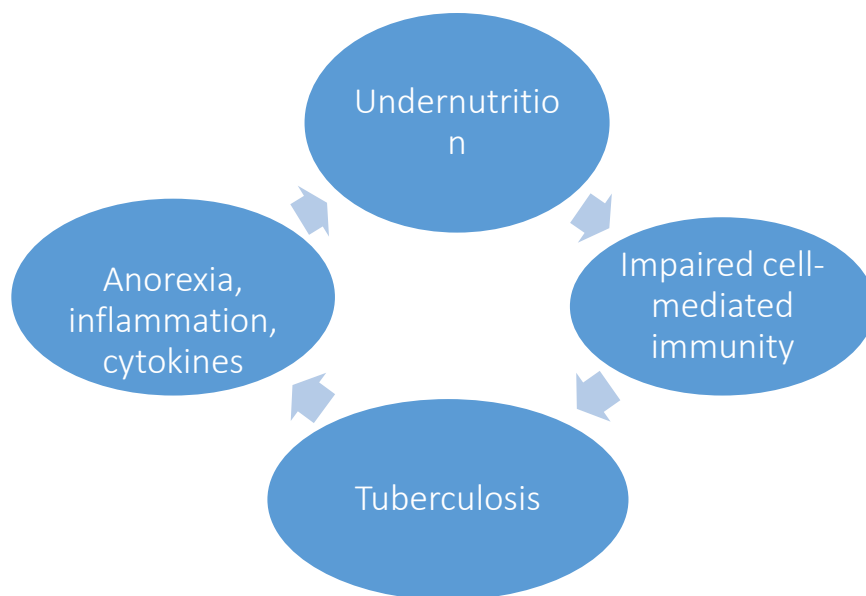 Undernutritio
n
Impaired cell-
mediated
immunity
Tuberculosis
Anorexia,
inflammation,
cytokines